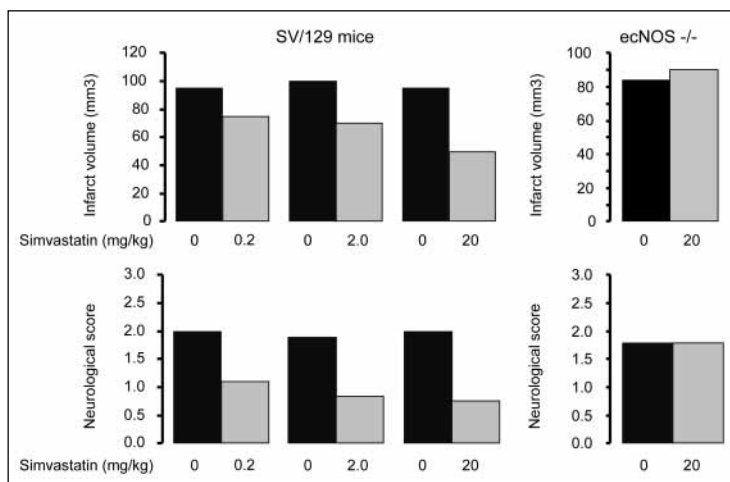 SV/129 mice
ecNOS -/-
Infarct volume (mm3)
120
100
80
60
40
20
0
Simvastatin (mg/kg)
0 0.2 0 2.0 0 20
Infarct volume (mm3)
100
80
60
40
20
0
0 20
Neurological score
3.0
2.5
2.0
1.5
1.0
0.5
0.0
Simvastatin (mg/kg)
0 0.2 0 2.0 0 20
Neurological score
3.0
2.5
2.0
1.5
1.0
0.5
0.0
0 20